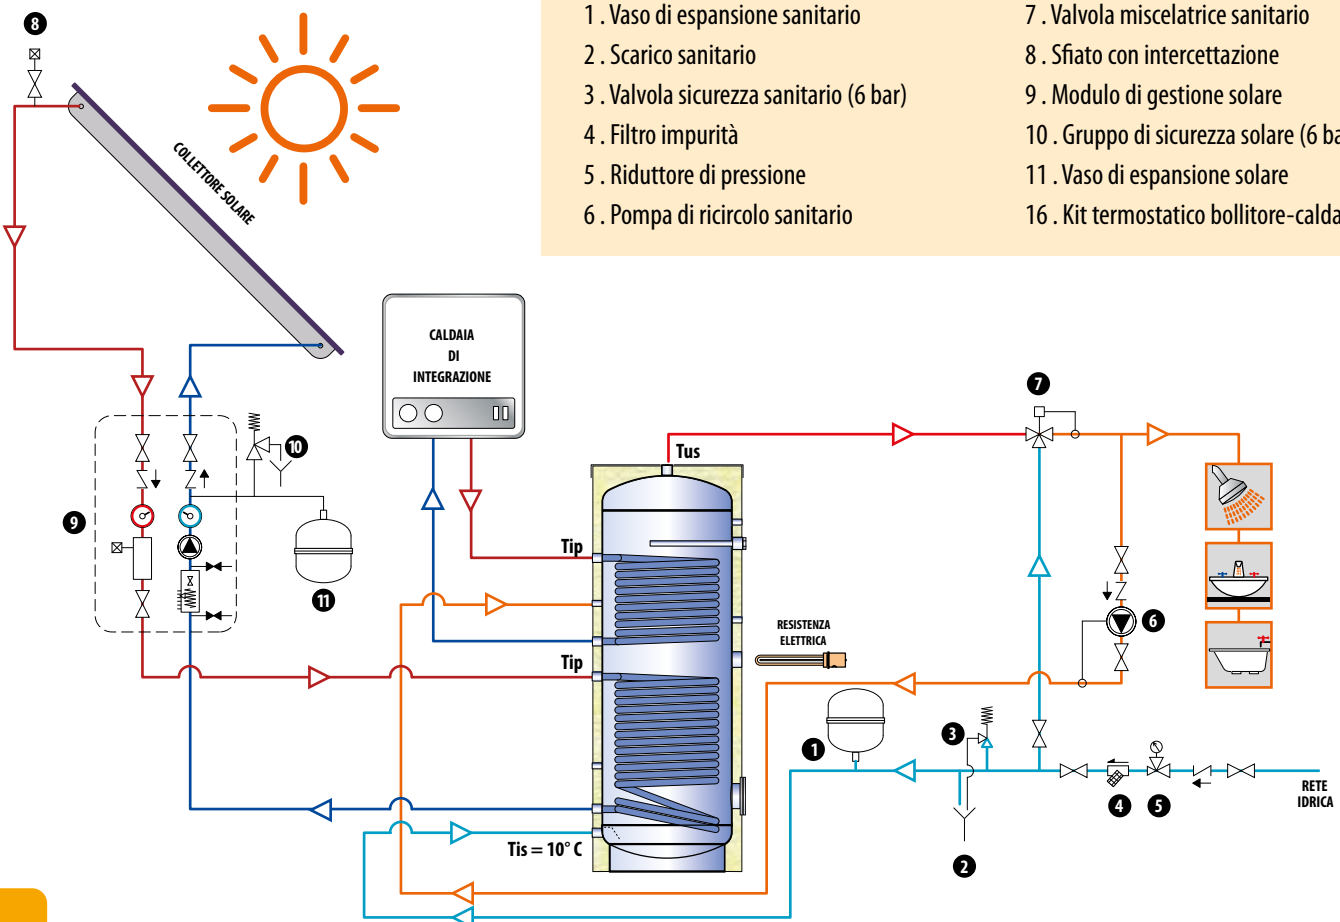 1 . Vaso di espansione sanitario
2 . Scarico sanitario
3 . Valvola sicurezza sanitario (6 bar)
4 . Filtro impurità
5 . Riduttore di pressione
6 . Pompa di ricircolo sanitario
7 . Valvola miscelatrice sanitario
8 . Sfiato con intercettazione
9 . Modulo di gestione solare
10 . Gruppo di sicurezza solare (6 ba
11 . Vaso di espansione solare
16 . Kit termostatico bollitore-calda
8
COLLETTORE SOLARE
CALDAIA
DI
INTEGRAZIONE
7
10
Tus
9
Tip
11
RESISTENZA
ELETTRICA
6
Tip
3
1
RETE
IDRICA
4
5
Tis = 10° C
2